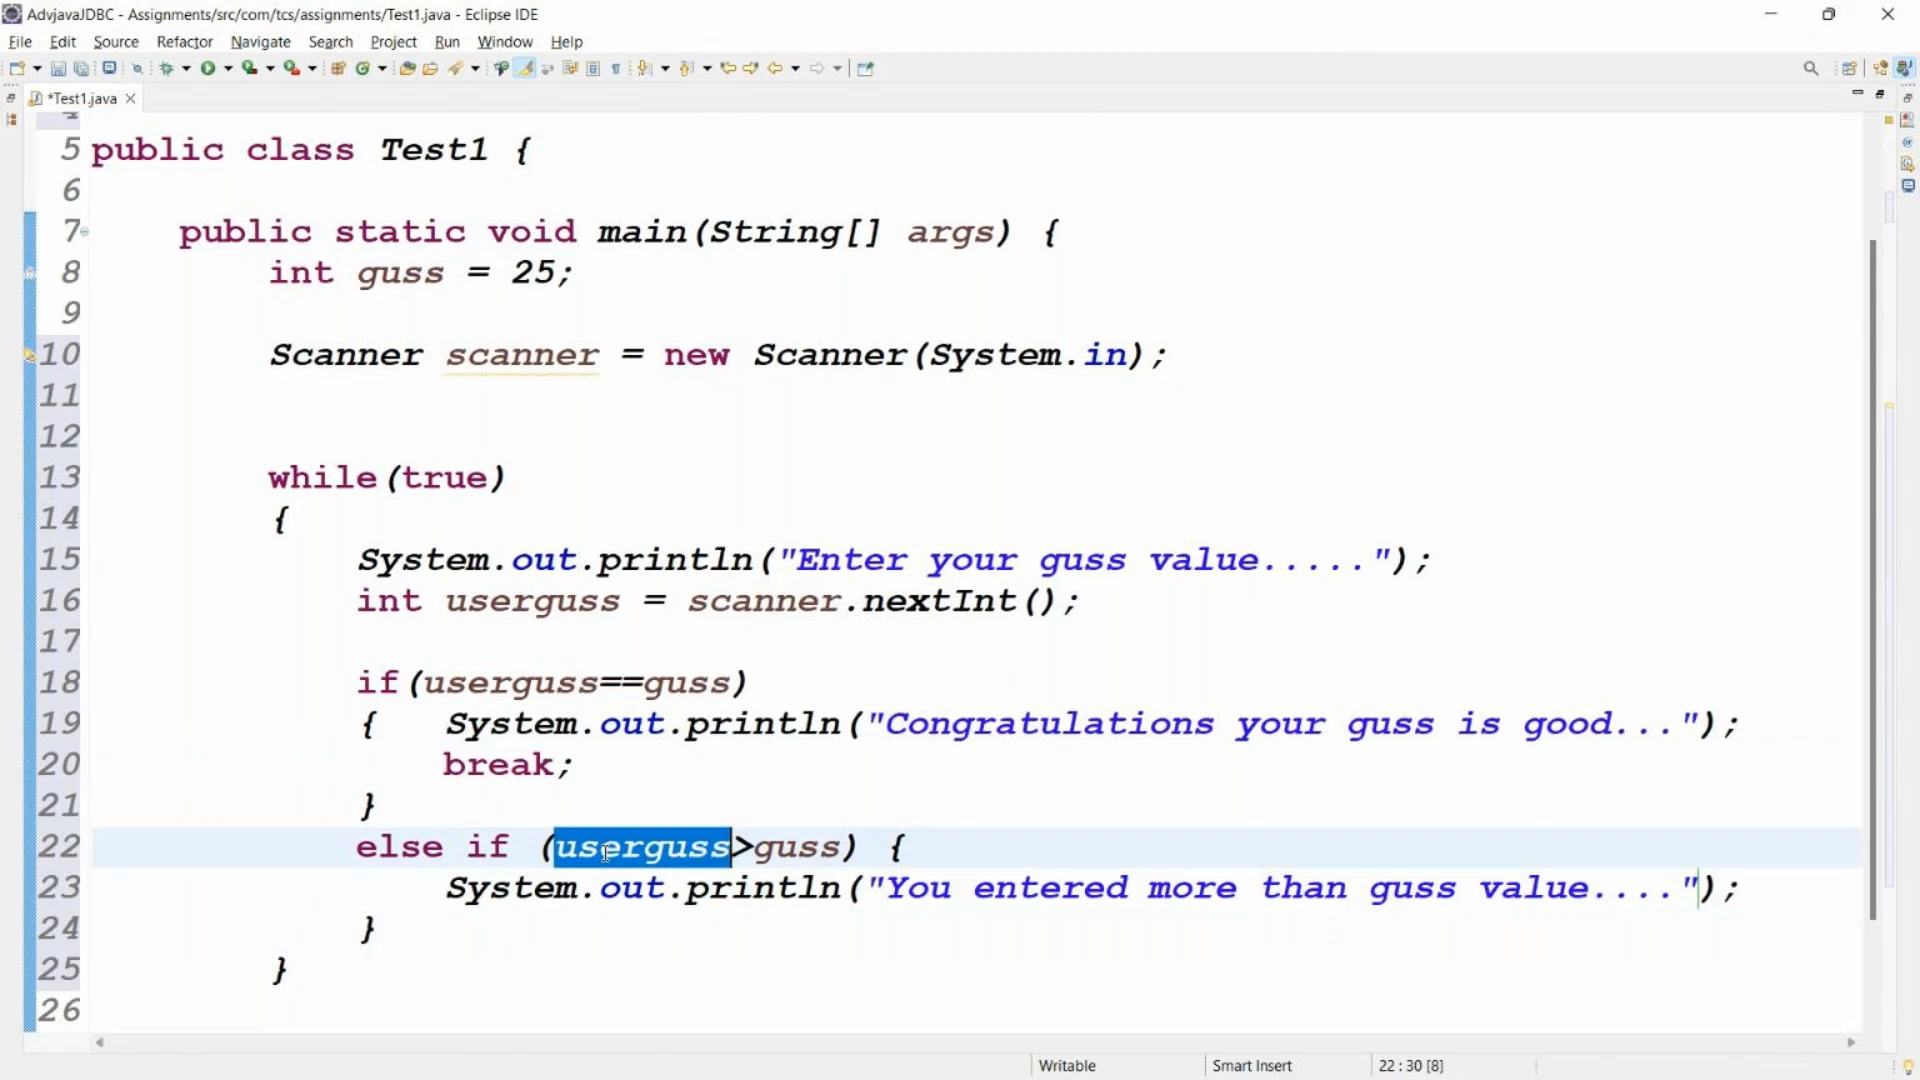 AdvjavaJDBC - Assignments/src/com/tcs/assignments/Test1.java - Eclipse IDE
File Edit Source Refactor Navigate Search Project Run Window Help
*Test1.java
5 public class Test1 {
6
7 public static void main(String[] args) {
8 int guss = 25;
9
10 Scanner scanner = new Scanner(System.in);
11
12
13 while(true)
14 {
15 System.out.println("Enter your guss value.....");
16 int userguss = scanner.nextInt();
17
18 if(userguss==guss)
19 { System.out.println("Congratulations your guss is good...");
20 break;
21 }
22 else if (userguss>guss) {
23 System.out.println("You entered more than guss value....");
24 }
25 }
26
Writable Smart Insert 22 : 30 [8]